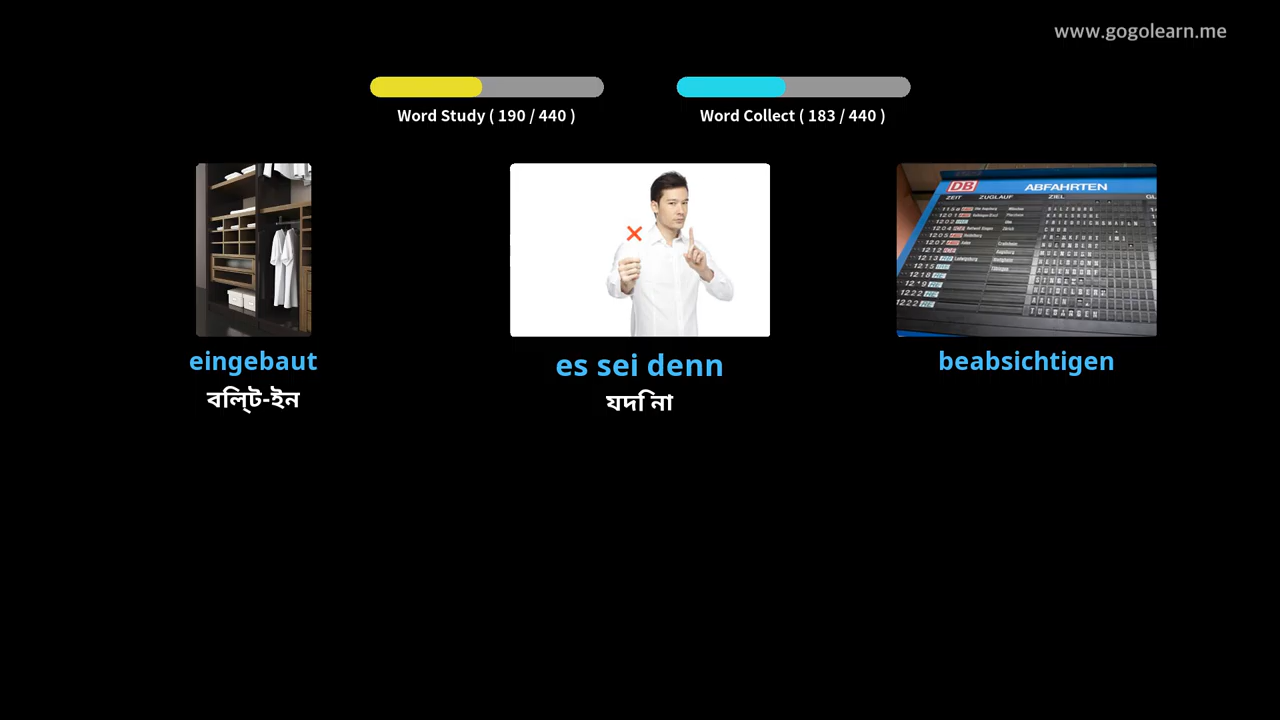 www.gogolearn.me
Word Study ( 190 / 440 )
Word Collect ( 183 / 440 )
DB ABFAHRTEN
ZEIT ZUGLAUF ZIEL
eingebaut
es sei denn
beabsichtigen
বিল্ট-ইন
যদি না